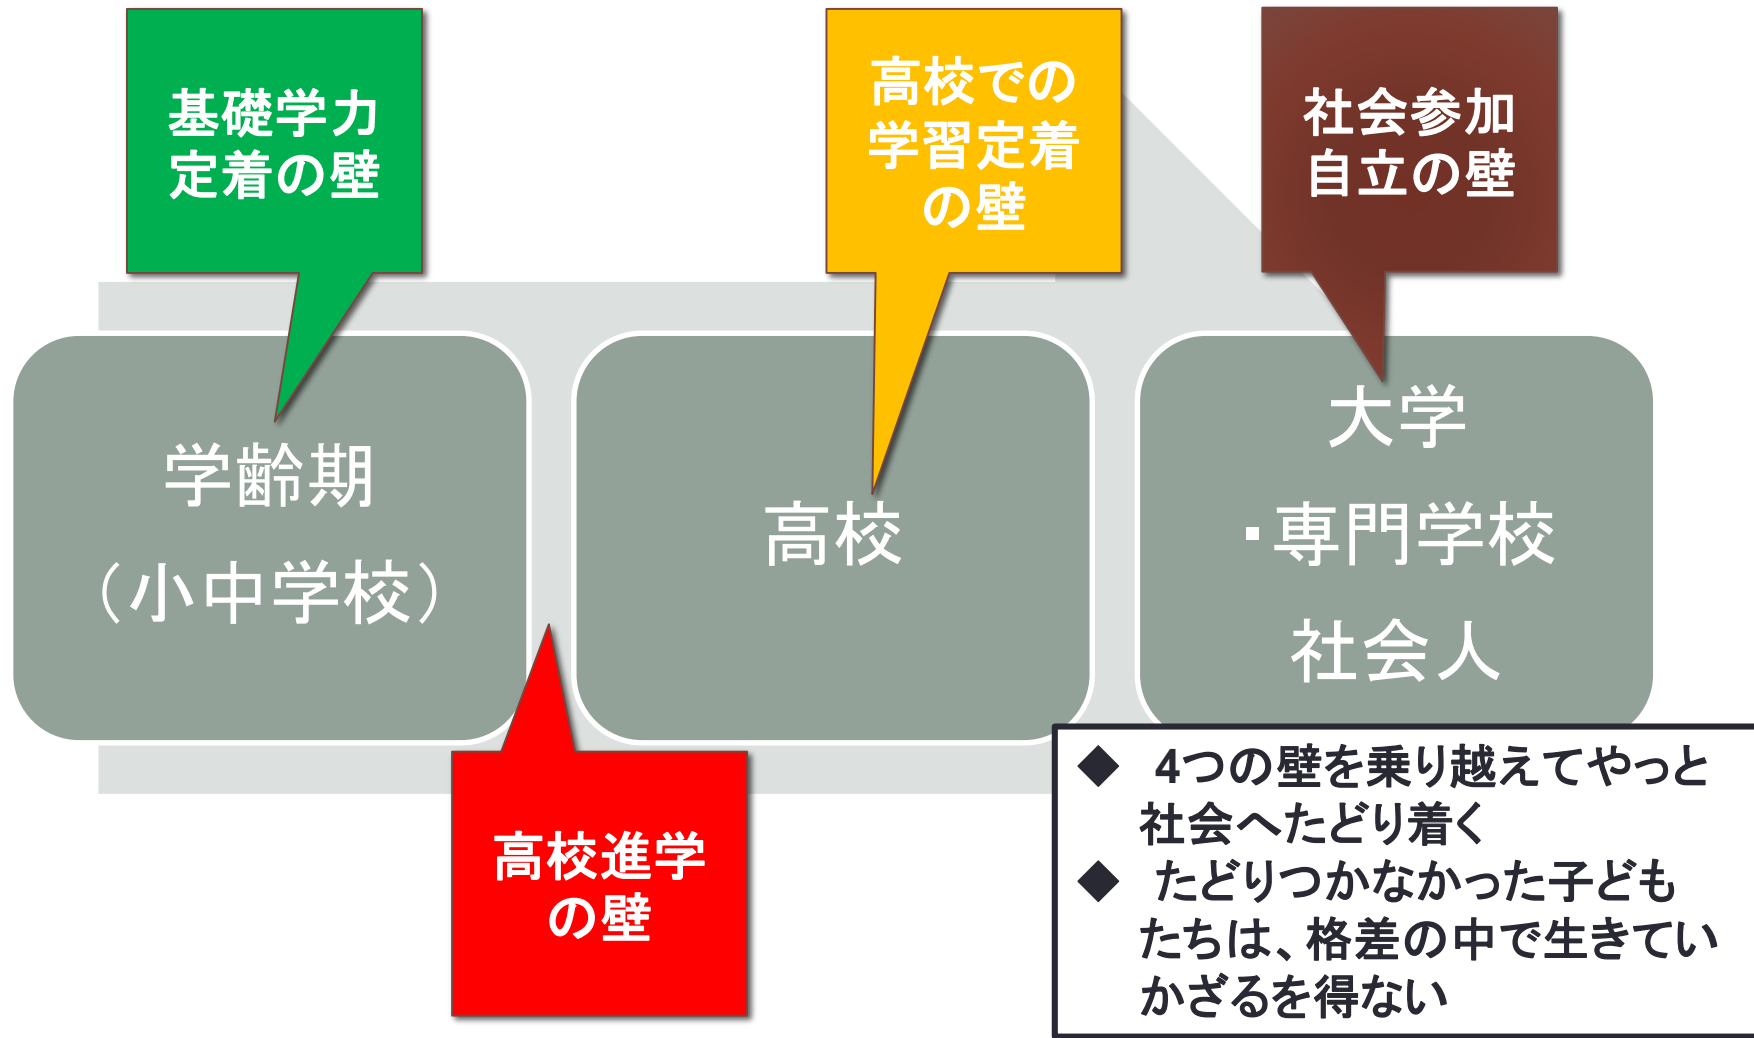 基礎学力
定着の壁
高校での
学習定着
の壁
社会参加
自立の壁
学齢期
（小中学校）
高校
大学
・専門学校
社会人
高校進学
の壁
◆　4つの壁を乗り越えてやっと
社会へたどり着く
◆　たどりつかなかった子ども
たちは、格差の中で生きてい
かざるを得ない